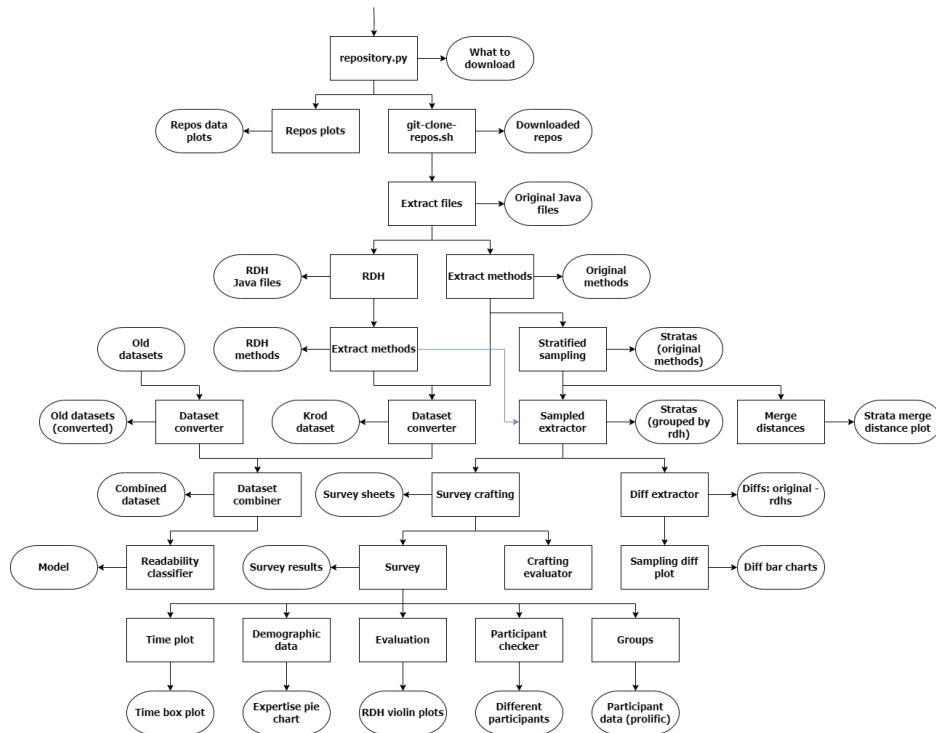 repository.py
What to
download
Repos data
plots
Repos plots
git-clone-
repos.sh
Downloaded
repos
Extract files
Original Java
files
RDH
Java files
RDH
Extract methods
Original
methods
Old
datasets
RDH
methods
Extract methods
Stratified
sampling
Stratas
(original
methods)
Old datasets
(converted)
Dataset
converter
Krod
dataset
Dataset
converter
Sampled
extractor
Stratas
(grouped by
rdh)
Merge
distances
Strata merge
distance plot
Combined
dataset
Dataset
combiner
Survey sheets
Survey crafting
Diff extractor
Diffs: original -
rdhs
Model
Readability
classifier
Survey results
Survey
Crafting
evaluator
Sampling diff
plot
Diff bar charts
Time plot
Demographic
data
Evaluation
Participant
checker
Groups
Time box plot
Expertise pie
chart
RDH violin plots
Different
participants
Participant
data (prolific)